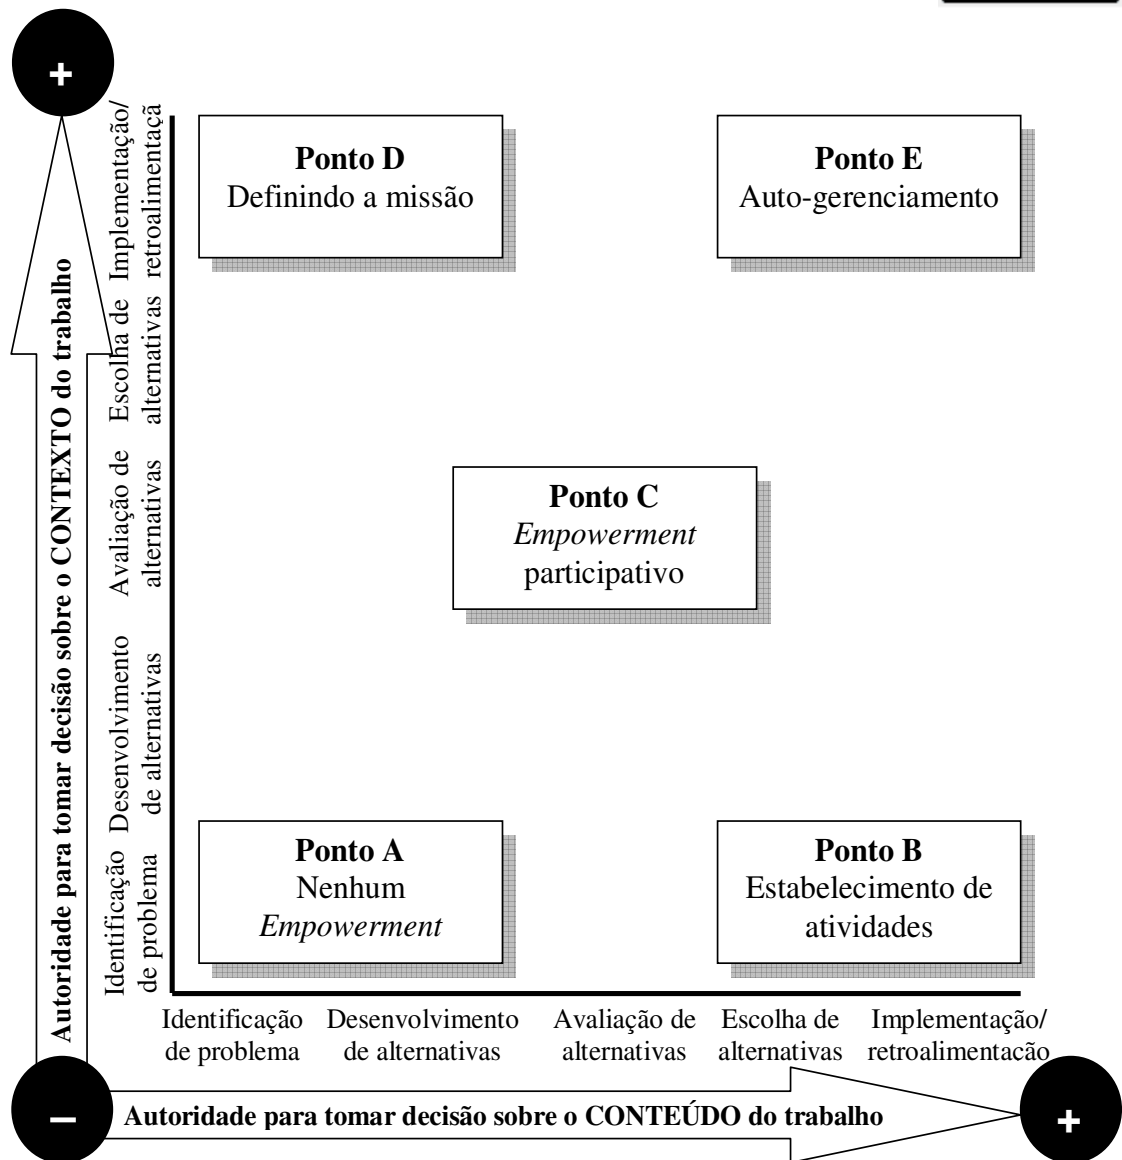 +
Ponto D
Definindo a missão
Ponto E
Auto-gerenciamento
Ponto C
Empowerment
participativo
Ponto A
Nenhum
Empowerment
Ponto B
Estabelecimento de
atividades
Autoridade para tomar decisão sobre o CONTEXTO do trabalho
Implementação/
retroalimentaçã
Escolha de
alternativas
Avaliação de
alternativas
Desenvolvimento
de alternativas
Identificação
de problema
Identificação
de problema
Desenvolvimento
de alternativas
Avaliação de
alternativas
Escolha de
alternativas
Implementação/
retroalimentacão
–
Autoridade para tomar decisão sobre o CONTEÚDO do trabalho
+